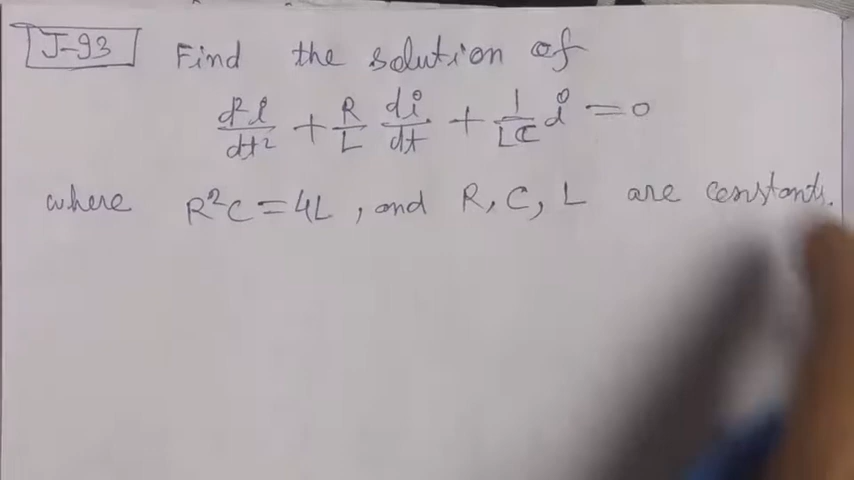 J-93 Find the solution of
d²i/dt² + R/L di/dt + 1/LC i = 0
where R²C = 4L, and R, C, L are constants.